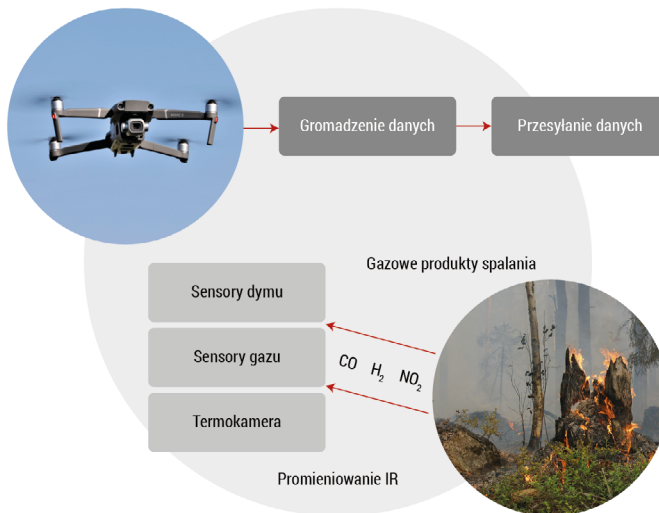 Gromadzenie danych
Przesyłanie danych
Gazowe produkty spalania
Sensory dymu
Sensory gazu
CO H₂ NO₂
Termokamera
Promieniowanie IR